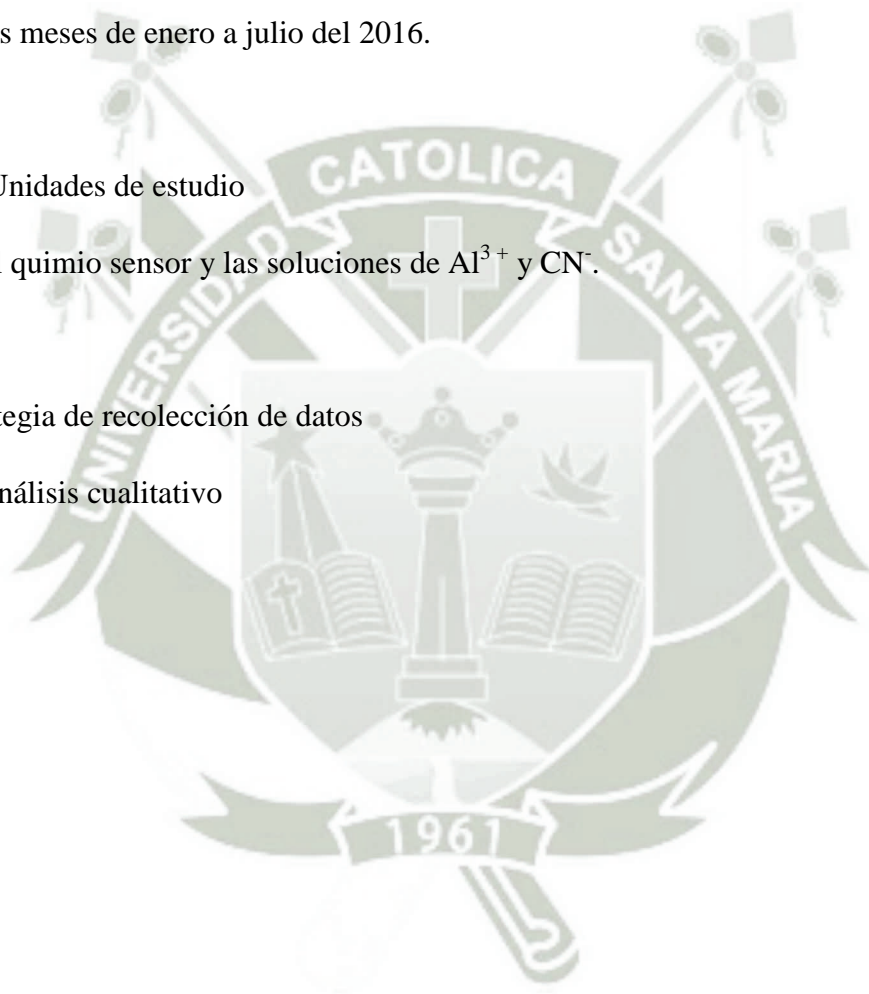 s meses de enero a julio del 2016.
Unidades de estudio
quimio sensor y las soluciones de Al³⁺ y CN⁻.
tegia de recolección de datos
nálisis cualitativo
UNIVERSIDAD CATOLICA SANTA MARIA
1961